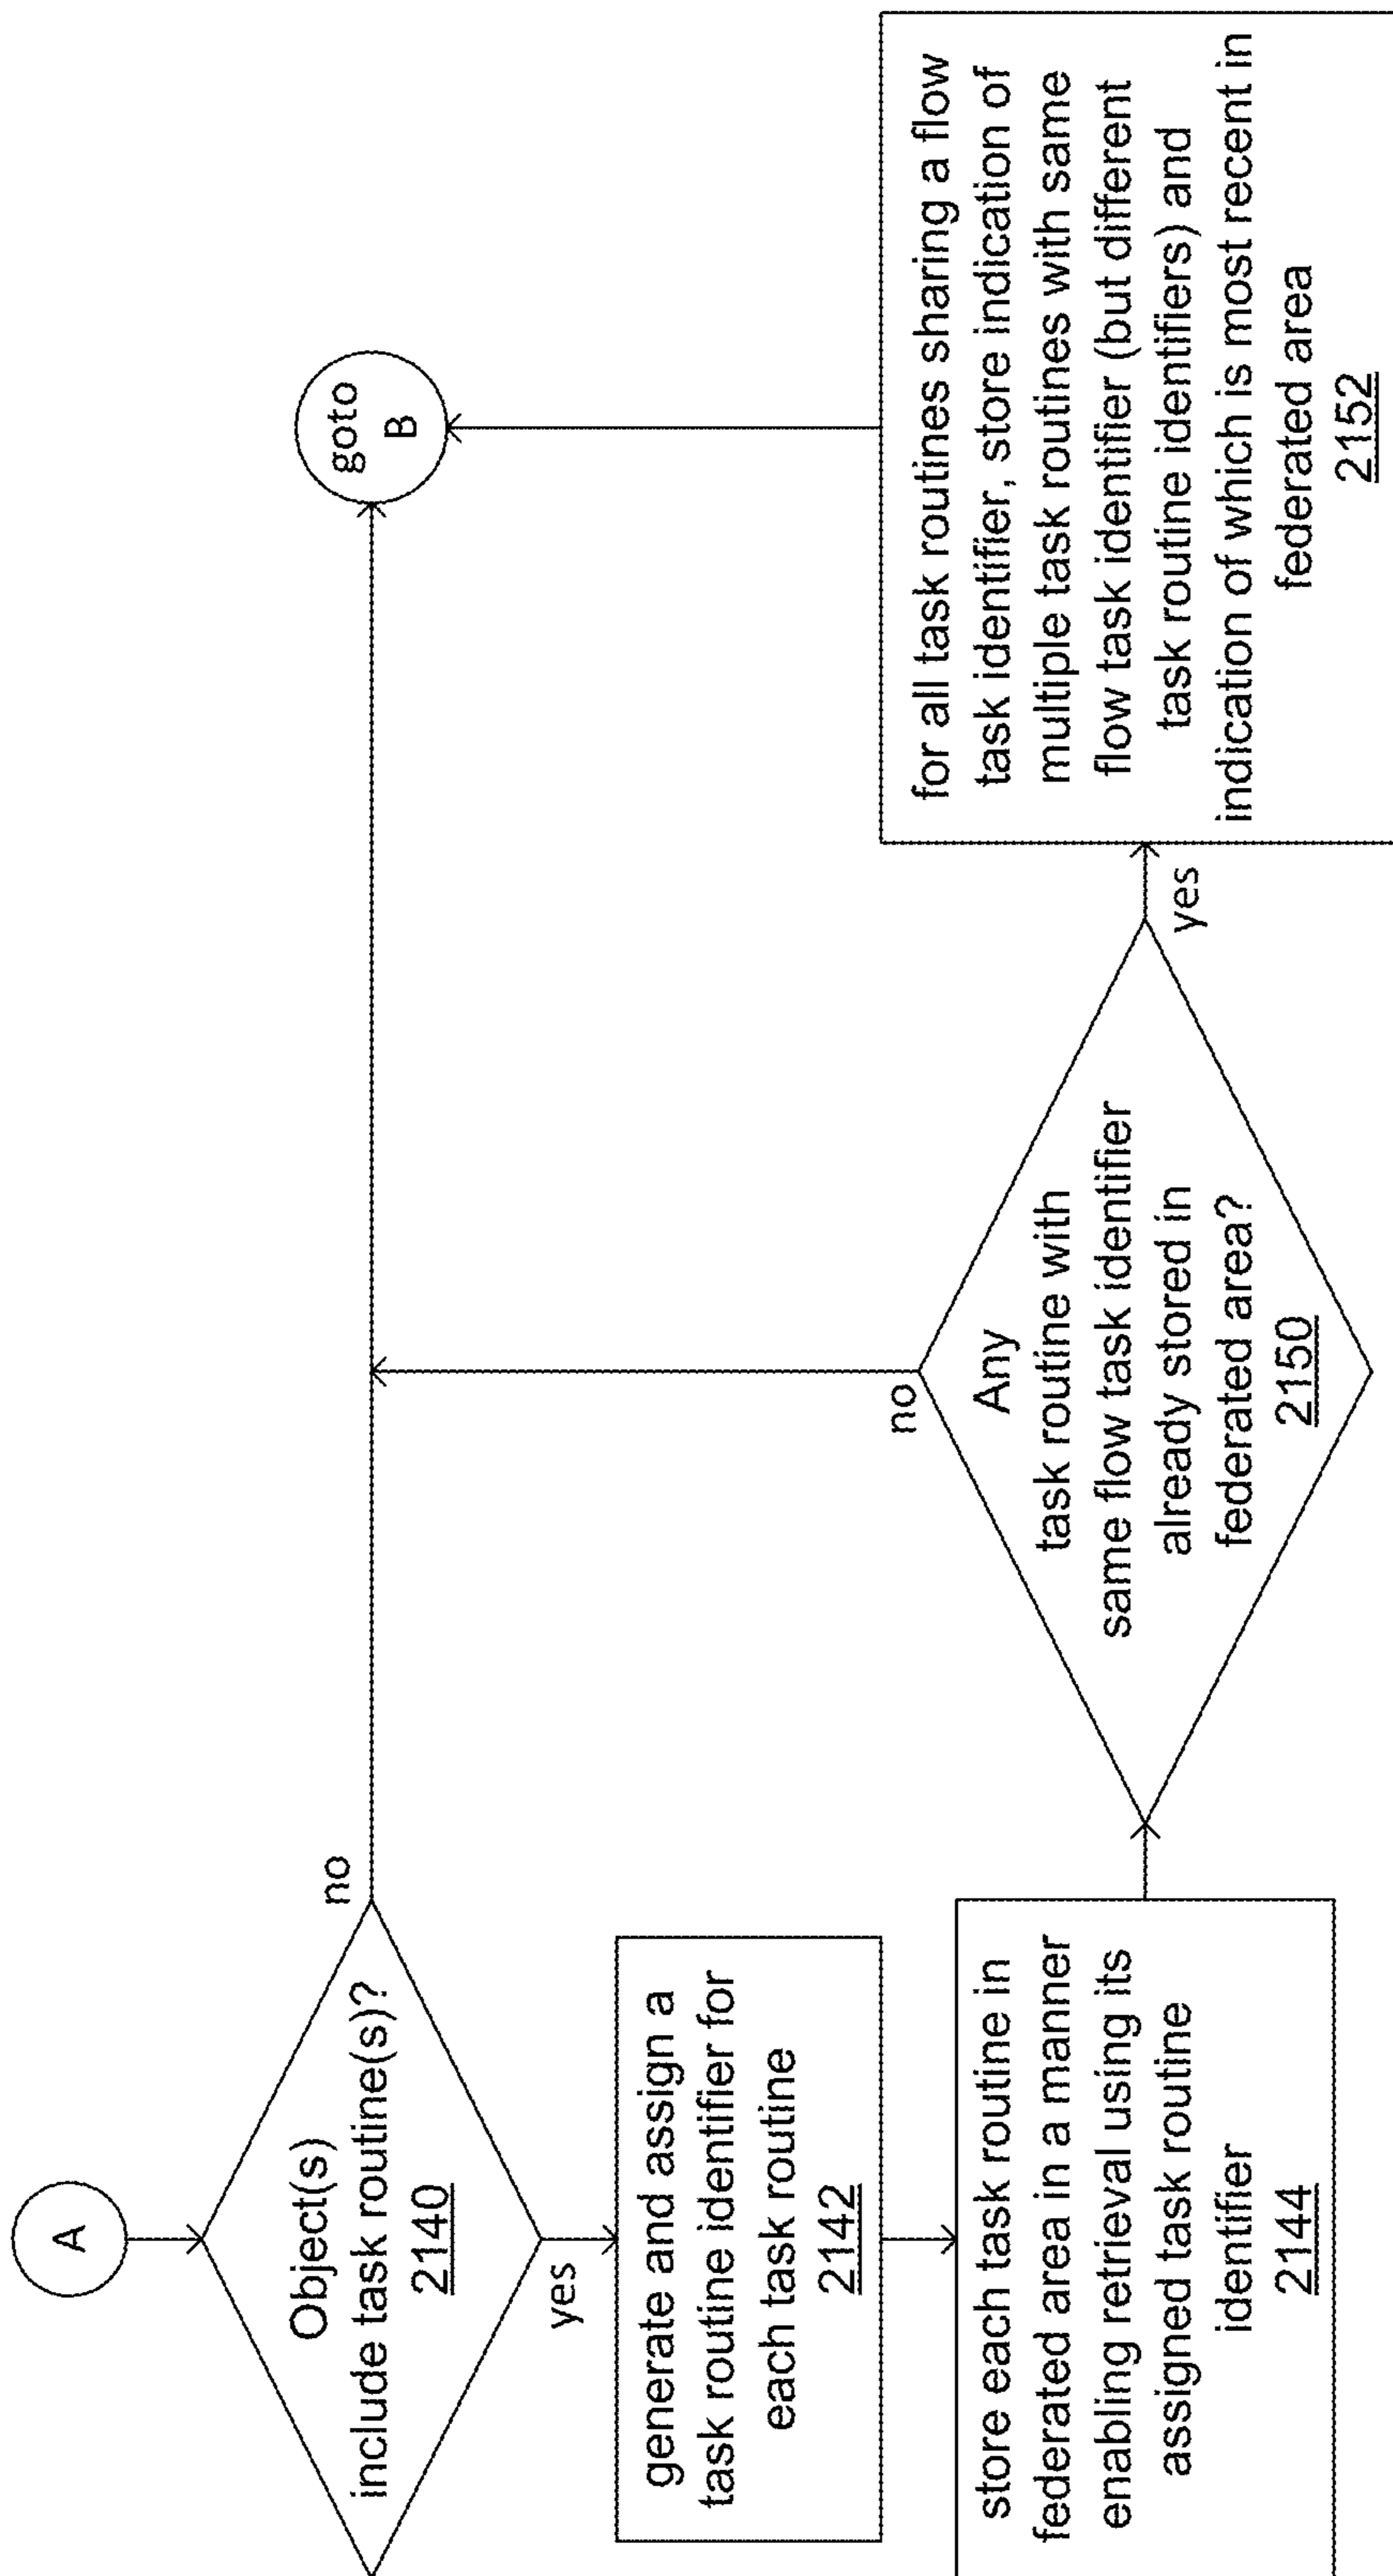 A
Object(s)
include task routine(s)?
2140
no
yes
generate and assign a
task routine identifier for
each task routine
2142
store each task routine in
federated area in a manner
enabling retrieval using its
assigned task routine
identifier
2144
Any
task routine with
same flow task identifier
already stored in
federated area?
2150
no
yes
for all task routines sharing a flow
task identifier, store indication of
multiple task routines with same
flow task identifier (but different
task routine identifiers) and
indication of which is most recent in
federated area
2152
goto
B